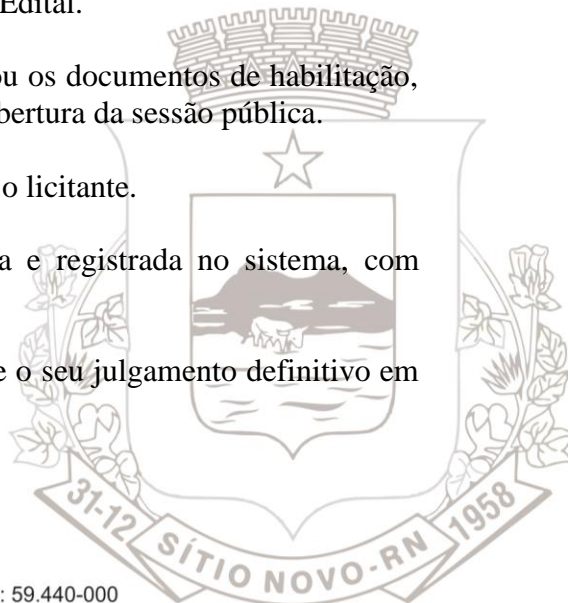 Edital.
ou os documentos de habilitação,
bertura da sessão pública.
o licitante.
a e registrada no sistema, com
e o seu julgamento definitivo em
31-12 SÍTIO NOVO-RN 1958
: 59.440-000